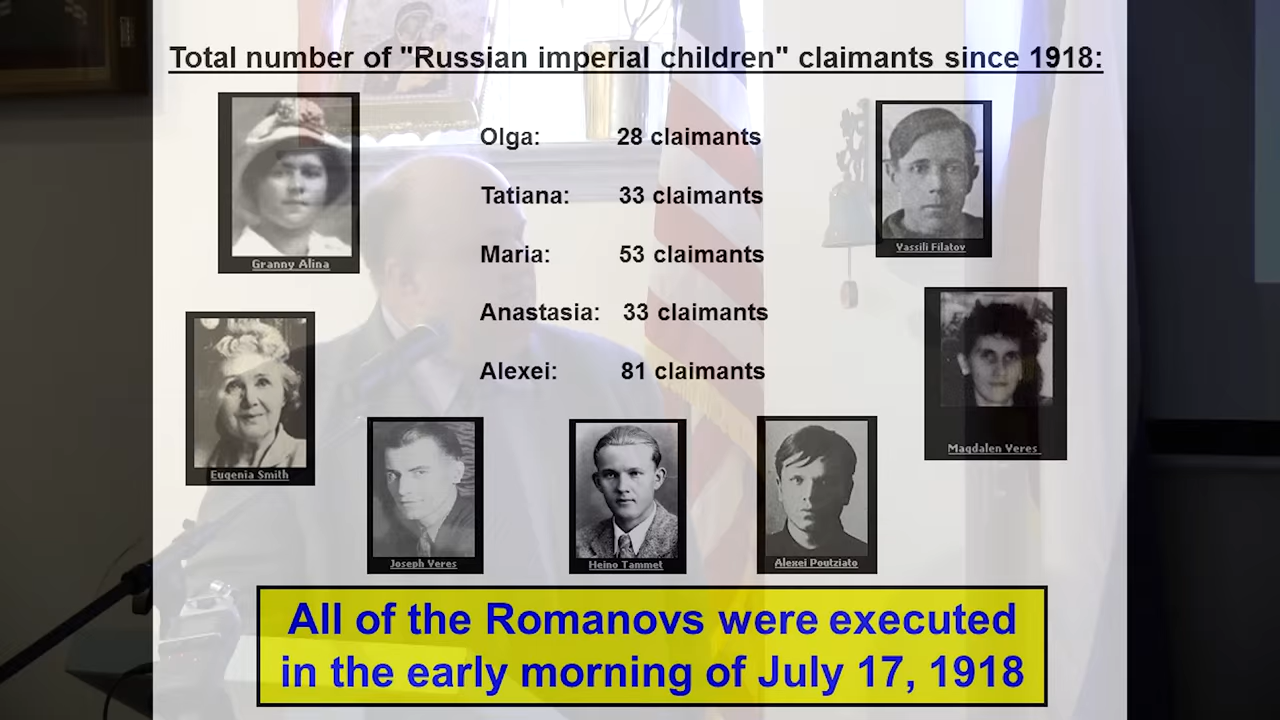 Total number of "Russian imperial children" claimants since 1918:
Olga: 28 claimants
Tatiana: 33 claimants
Maria: 53 claimants
Anastasia: 33 claimants
Alexei: 81 claimants
Granny Alina
Vassili Filatov
Eugenia Smith
Magdalen Veres
Joseph Veres
Heino Tammet
Alexei Poutziato
All of the Romanovs were executed
in the early morning of July 17, 1918